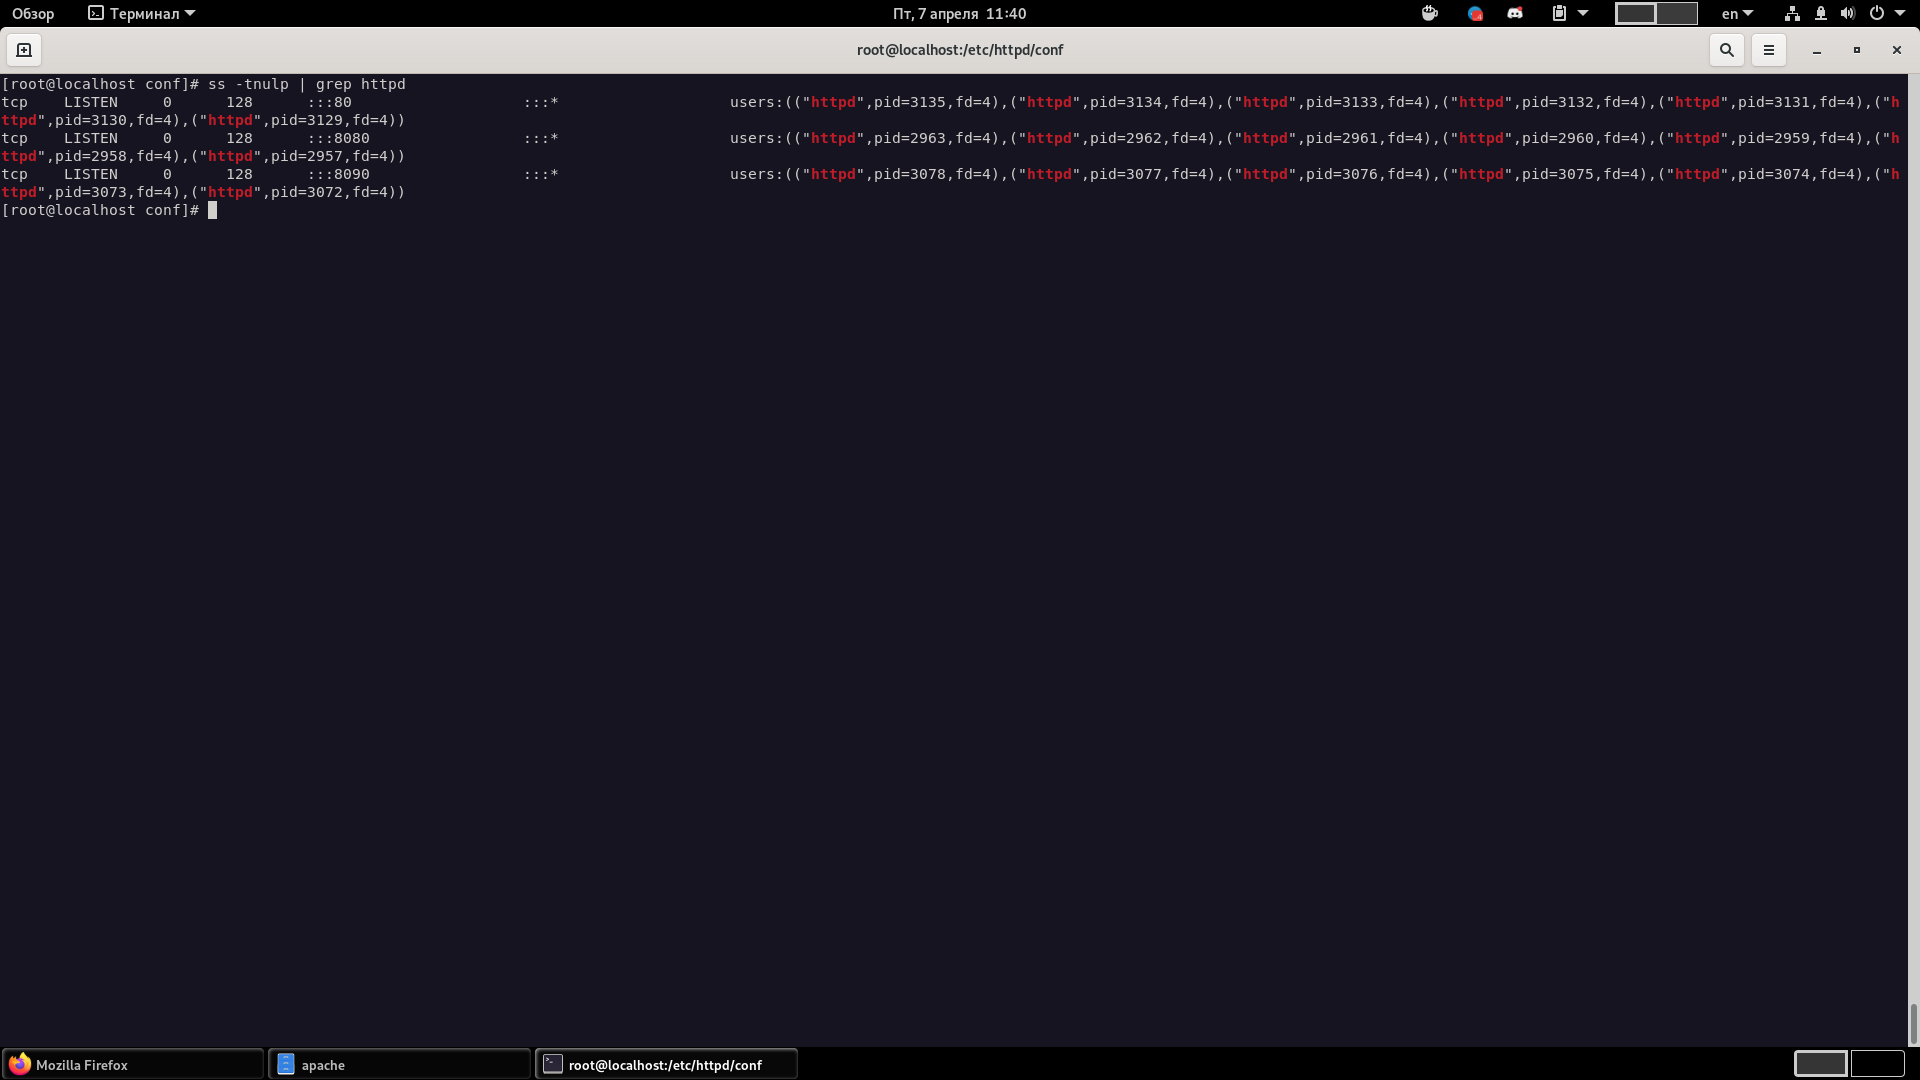 Обзор Терминал Пт, 7 апреля 11:40 en
root@localhost:/etc/httpd/conf
[root@localhost conf]# ss -tnulp | grep httpd
tcp    LISTEN     0      128      :::80                   :::*                   users:(("httpd",pid=3135,fd=4),("httpd",pid=3134,fd=4),("httpd",pid=3133,fd=4),("httpd",pid=3132,fd=4),("httpd",pid=3131,fd=4),("h
ttpd",pid=3130,fd=4),("httpd",pid=3129,fd=4))
tcp    LISTEN     0      128      :::8080                 :::*                   users:(("httpd",pid=2963,fd=4),("httpd",pid=2962,fd=4),("httpd",pid=2961,fd=4),("httpd",pid=2960,fd=4),("httpd",pid=2959,fd=4),("h
ttpd",pid=2958,fd=4),("httpd",pid=2957,fd=4))
tcp    LISTEN     0      128      :::8090                 :::*                   users:(("httpd",pid=3078,fd=4),("httpd",pid=3077,fd=4),("httpd",pid=3076,fd=4),("httpd",pid=3075,fd=4),("httpd",pid=3074,fd=4),("h
ttpd",pid=3073,fd=4),("httpd",pid=3072,fd=4))
[root@localhost conf]#
Mozilla Firefox apache root@localhost:/etc/httpd/conf